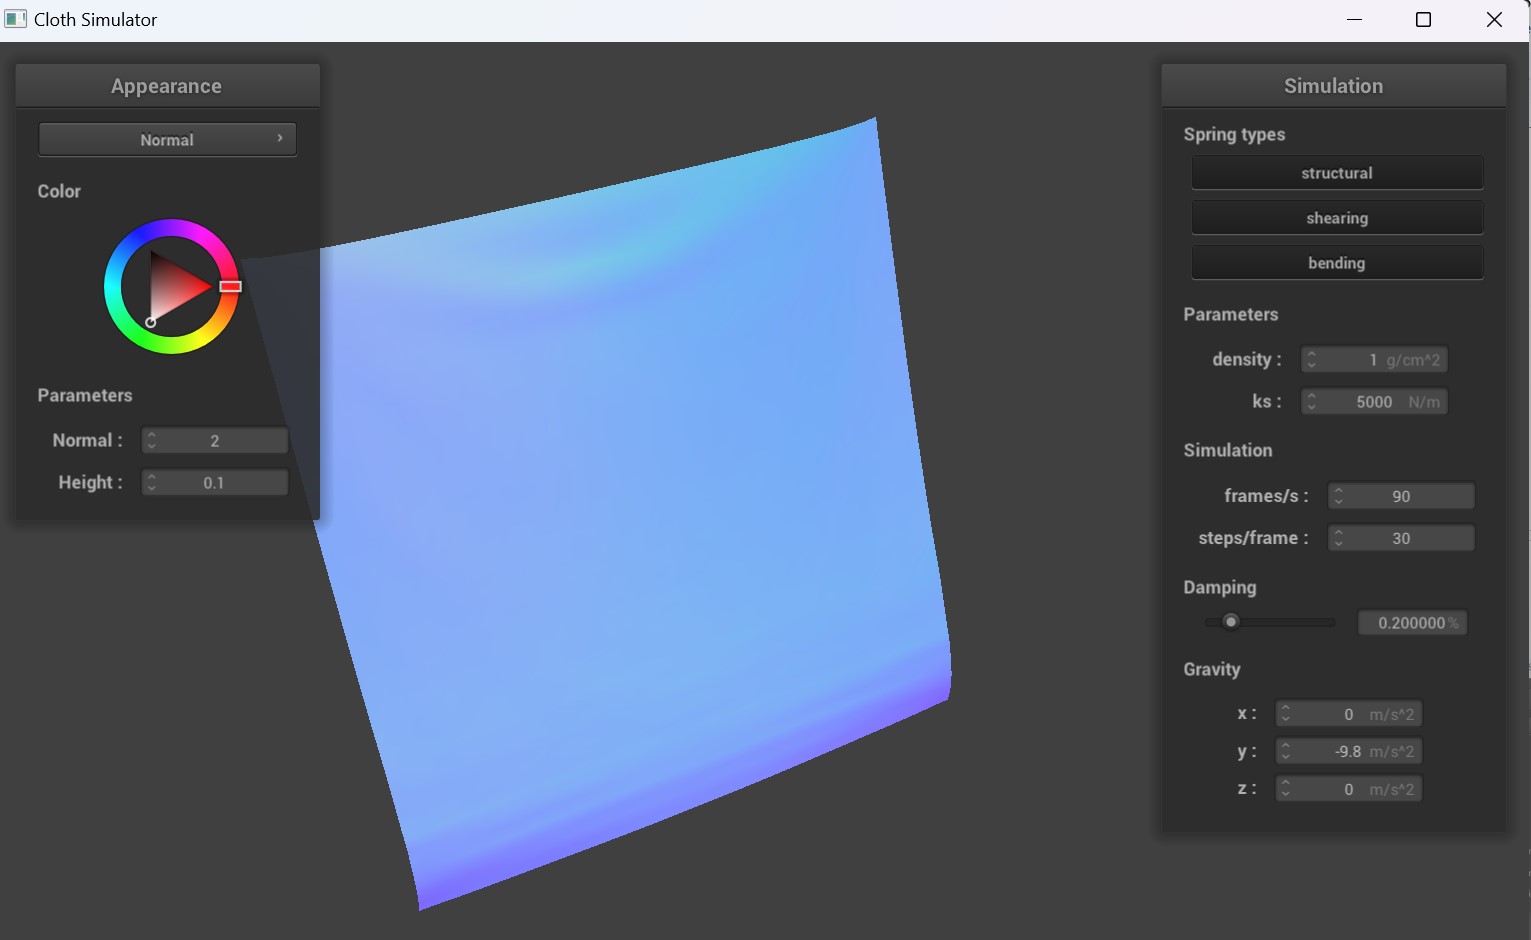 Cloth Simulator
Appearance
Normal
Color
Parameters
Normal : 2
Height : 0.1
Simulation
Spring types
structural
shearing
bending
Parameters
density : 1 g/cm^2
ks : 5000 N/m
Simulation
frames/s : 90
steps/frame : 30
Damping
0.200000 %
Gravity
x : 0 m/s^2
y : -9.8 m/s^2
z : 0 m/s^2